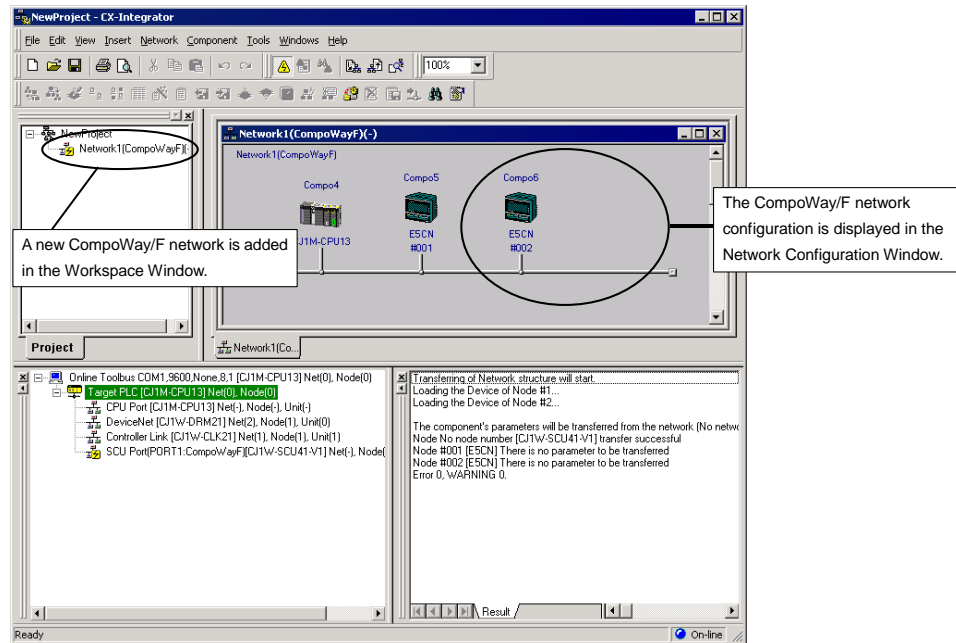 NewProject - CX-Integrator
File Edit View Insert Network Component Tools Windows Help
100%
NewProject
Network1(CompoWayF)(-
A new CompoWay/F network is added
in the Workspace Window.
Project
Network1(CompoWayF)(-)
Network1(CompoWayF)
Compo4
J1M-CPU13
Compo5
E5CN
#001
Compo6
E5CN
#002
The CompoWay/F network
configuration is displayed in the
Network Configuration Window.
Network1(Co...
Online Toolbus COM1,9600,None,8,1 [CJ1M-CPU13] Net(0), Node(0)
Target PLC [CJ1M-CPU13] Net(0), Node(0)
CPU Port [CJ1M-CPU13] Net(-), Node(-), Unit(-)
DeviceNet [CJ1W-DRM21] Net(2), Node(1), Unit(0)
Controller Link [CJ1W-CLK21] Net(1), Node(1), Unit(1)
SCU Port[PORT1:CompoWayF][CJ1W-SCU41-V1] Net(-), Node(
Transferring of Network structure will start.
Loading the Device of Node #1...
Loading the Device of Node #2...
The component's parameters will be transferred from the network (No netwo
Node No node number [CJ1W-SCU41-V1] transfer successful
Node #001 [E5CN] There is no parameter to be transferred
Node #002 [E5CN] There is no parameter to be transferred
Error 0, WARNING 0.
Result
Ready
On-line